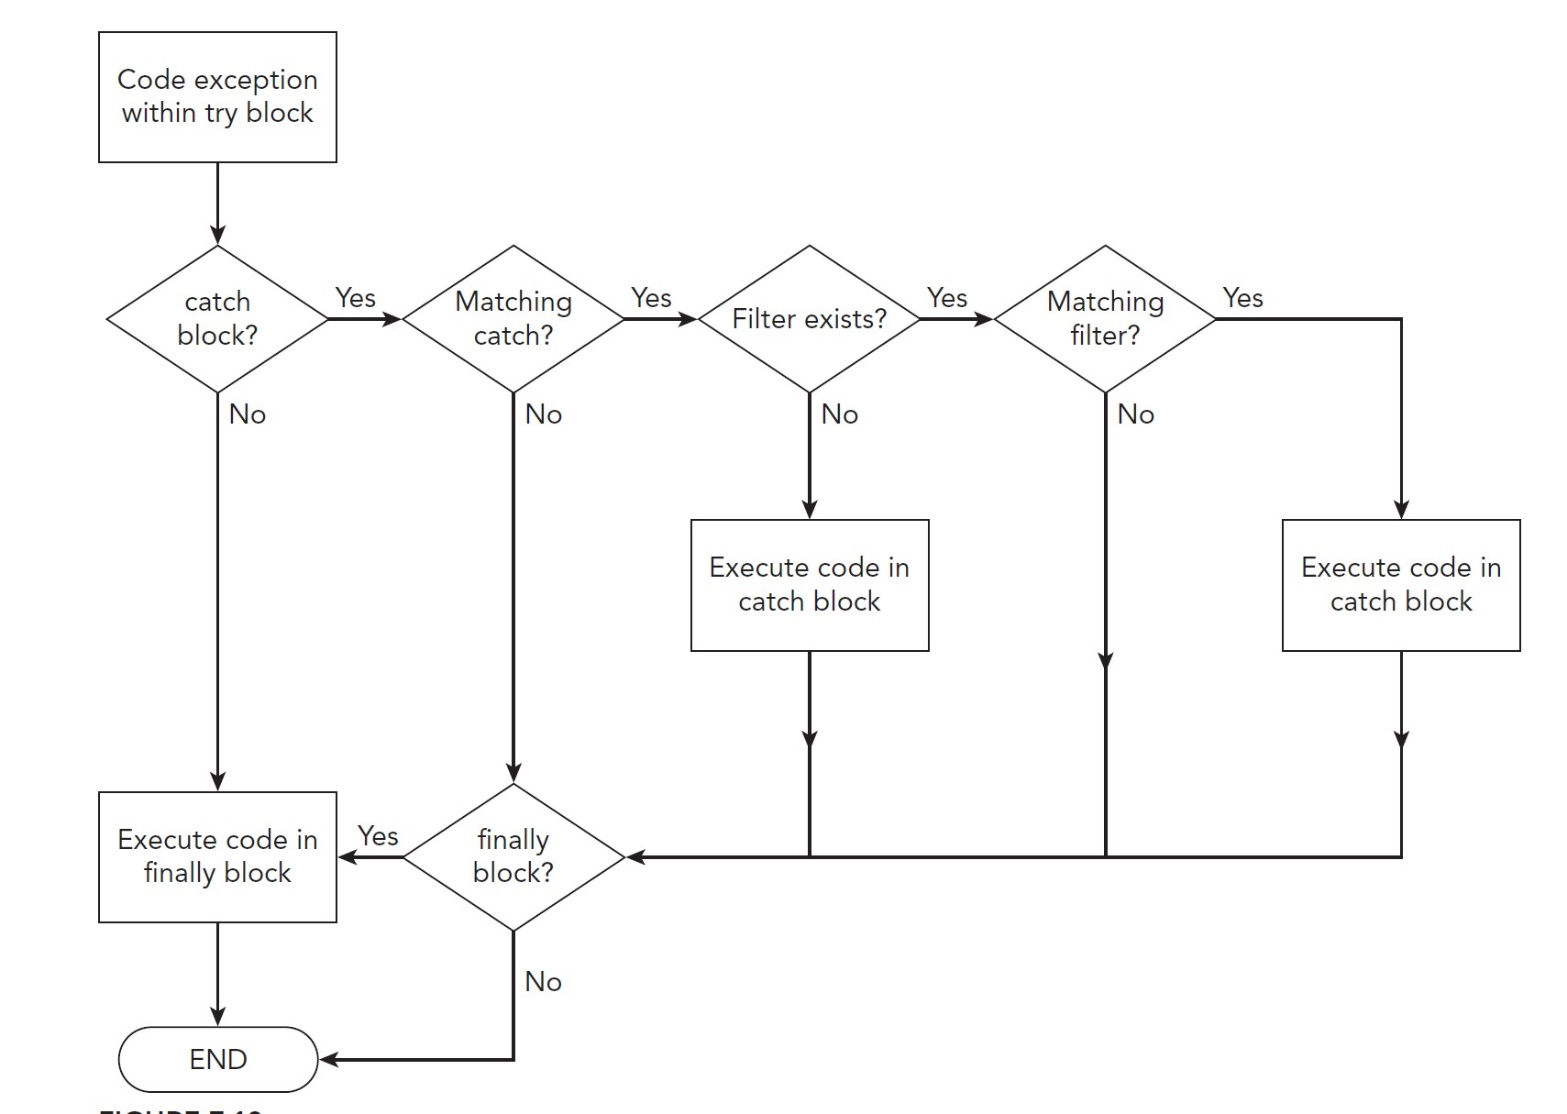 Code exception
within try block
catch
block?
Yes
Matching
catch?
Yes
Filter exists?
Yes
Matching
filter?
Yes
No
No
No
No
Execute code in
catch block
Execute code in
catch block
Execute code in
finally block
Yes
finally
block?
No
END